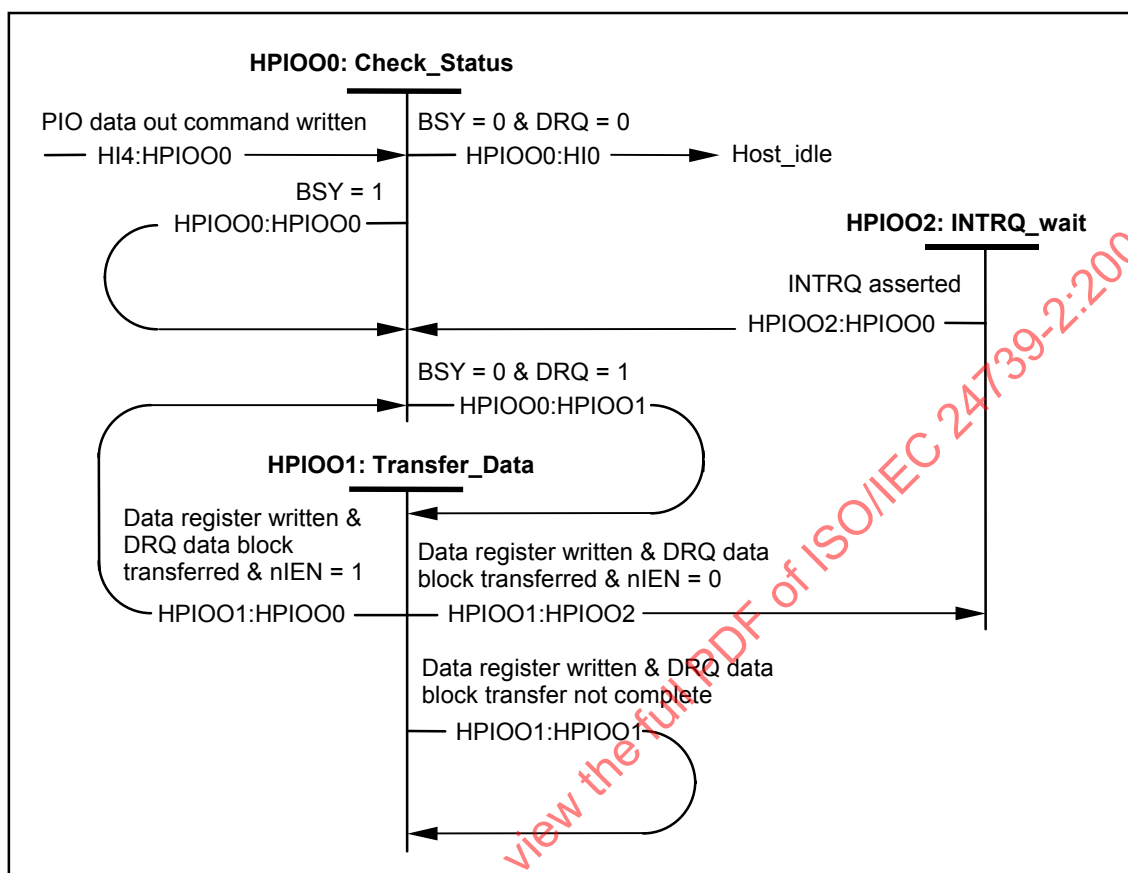 HPIOO0: Check_Status
PIO data out command written
HI4:HPIOO0
BSY = 0 & DRQ = 0
HPIOO0:HI0
Host_idle
BSY = 1
HPIOO0:HPIOO0
HPIOO2: INTRQ_wait
INTRQ asserted
HPIOO2:HPIOO0
BSY = 0 & DRQ = 1
HPIOO0:HPIOO1
HPIOO1: Transfer_Data
Data register written &
DRQ data block
transferred & nIEN = 1
HPIOO1:HPIOO0
Data register written & DRQ data
block transferred & nIEN = 0
HPIOO1:HPIOO2
Data register written & DRQ data
block transfer not complete
HPIOO1:HPIOO1
view the full PDF of ISO/IEC 24739-2:200